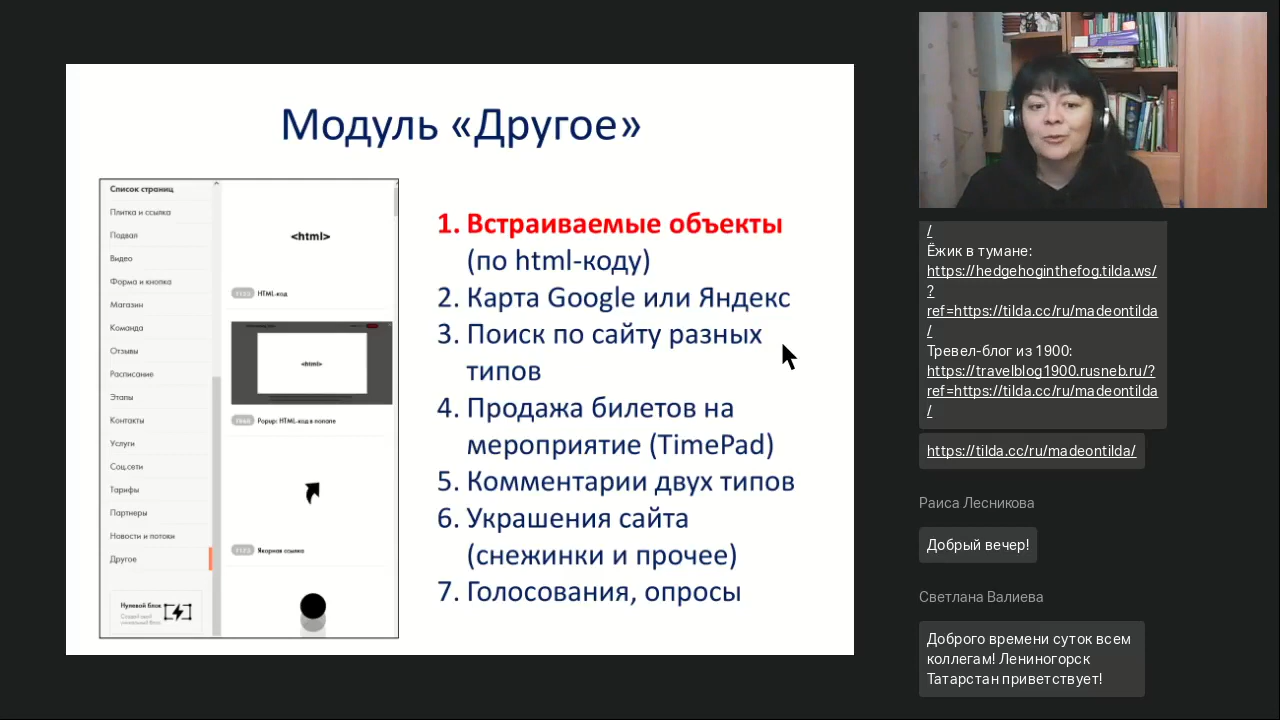 Модуль «Другое»
Список страниц
Плитка и ссылка
Подвал
Видео
Форма и кнопка
Магазин
Команда
Отзывы
Расписание
Этапы
Контакты
Услуги
Соц.сети
Тарифы
Партнеры
Новости и потоки
Другое
Нулевой блок
<html>
T123 HTML-код
<html>
Popup: HTML-код в попапе
Якорная ссылка
1. Встраиваемые объекты
(по html-коду)
2. Карта Google или Яндекс
3. Поиск по сайту разных
типов
4. Продажа билетов на
мероприятие (TimePad)
5. Комментарии двух типов
6. Украшения сайта
(снежинки и прочее)
7. Голосования, опросы
/
Ёжик в тумане:
https://hedgehoginthefog.tilda.ws/
?
ref=https://tilda.cc/ru/madeontilda
/
Тревел-блог из 1900:
https://travelblog1900.rusneb.ru/?
ref=https://tilda.cc/ru/madeontilda
/
https://tilda.cc/ru/madeontilda/
Раиса Лесникова
Добрый вечер!
Светлана Валиева
Доброго времени суток всем
коллегам! Лениногорск
Татарстан приветствует!